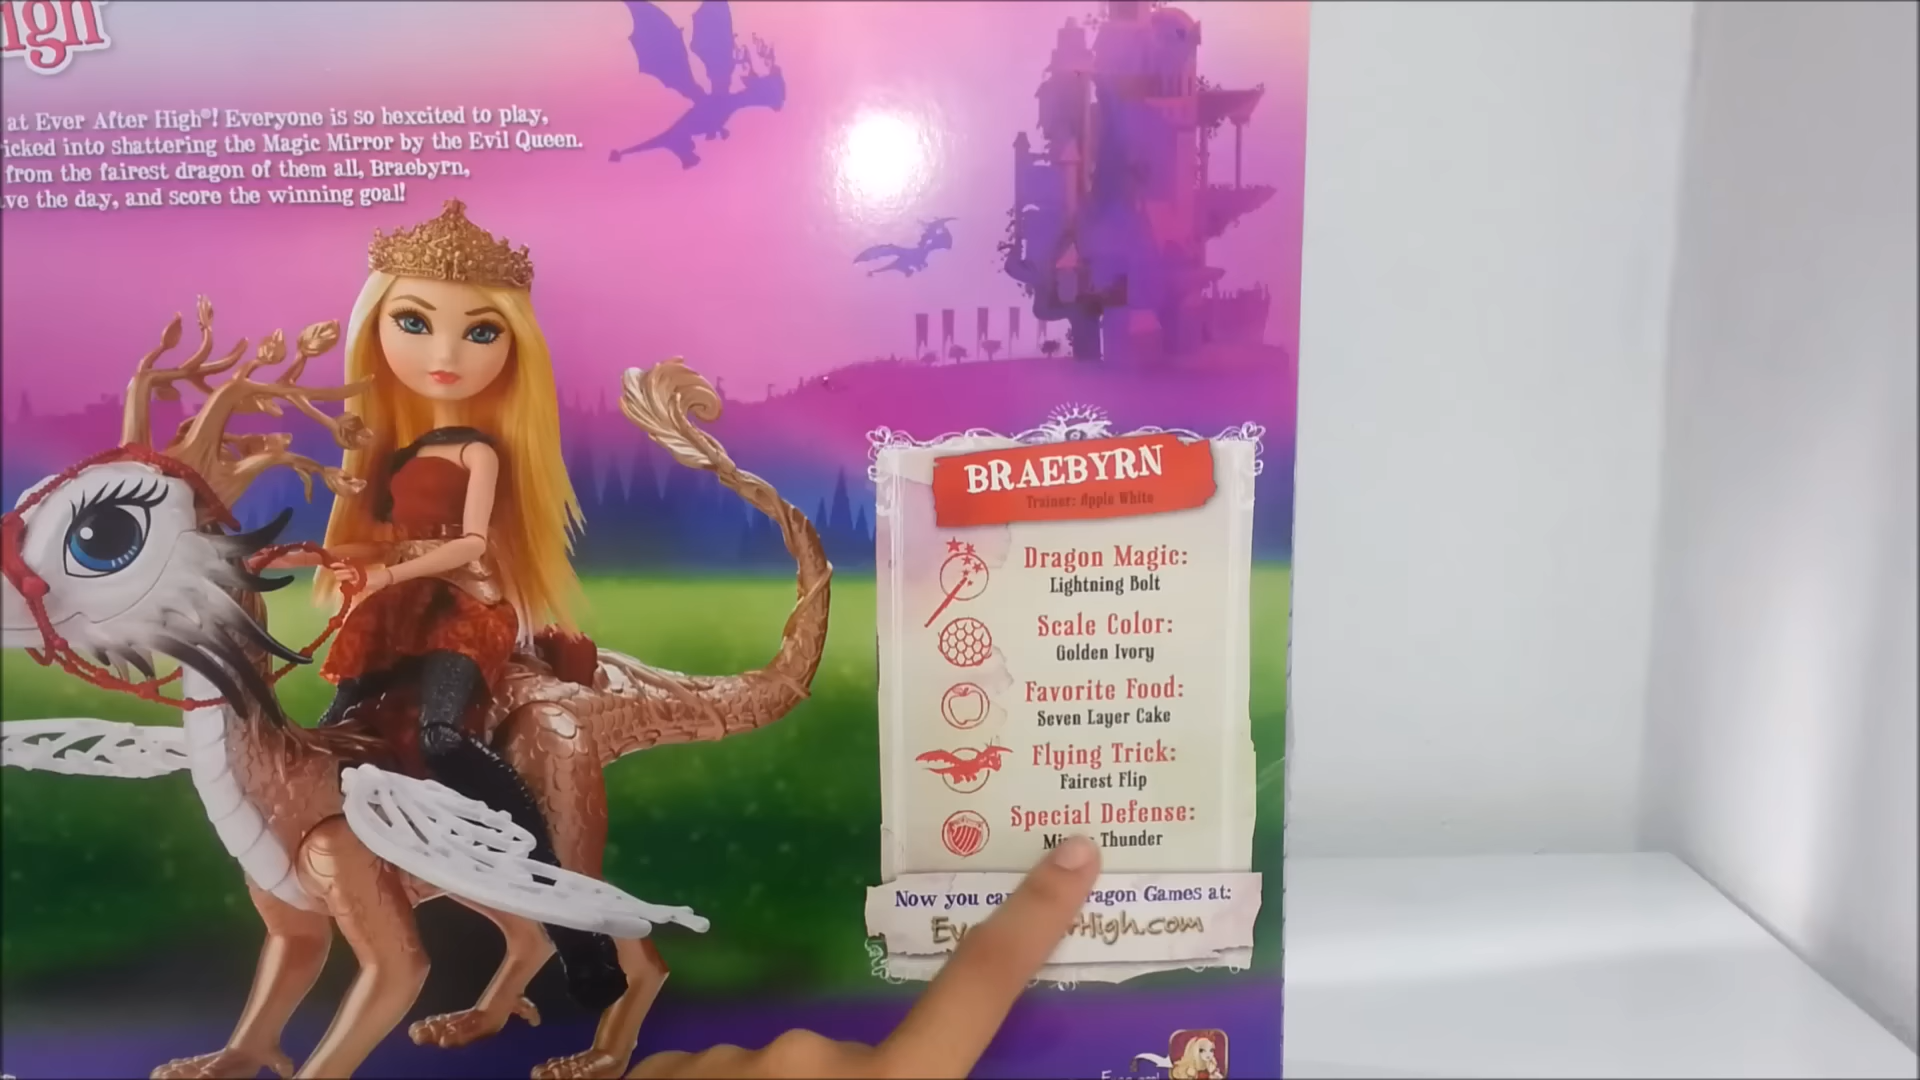 at Ever After High®! Everyone is so hexcited to play,
icked into shattering the Magic Mirror by the Evil Queen.
from the fairest dragon of them all, Braebyrn,
ve the day, and score the winning goal!
BRAEBYRN
Trainer: Apple White
Dragon Magic:
Lightning Bolt
Scale Color:
Golden Ivory
Favorite Food:
Seven Layer Cake
Flying Trick:
Fairest Flip
Special Defense:
Thunder
Now you ragon Games at:
High.com